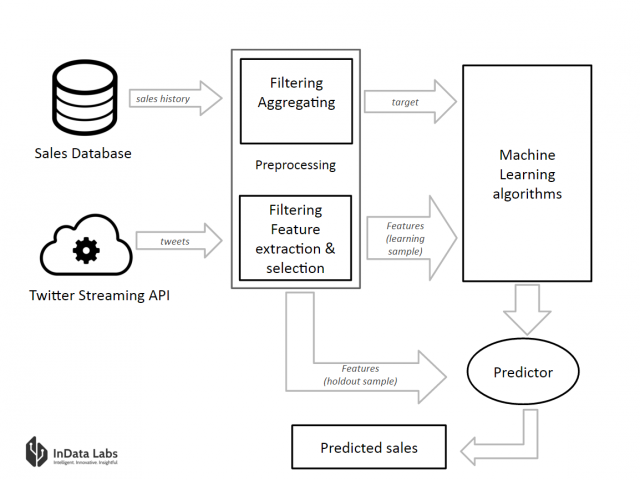 Filtering
Aggregating
sales history
target
Sales Database
Preprocessing
Machine
Learning
algorithms
Filtering
Feature
extraction &
selection
tweets
Features
(learning
sample)
Twitter Streaming API
Features
(holdout sample)
Predictor
Predicted sales
InData Labs
Intelligent. Innovative. Insightful.